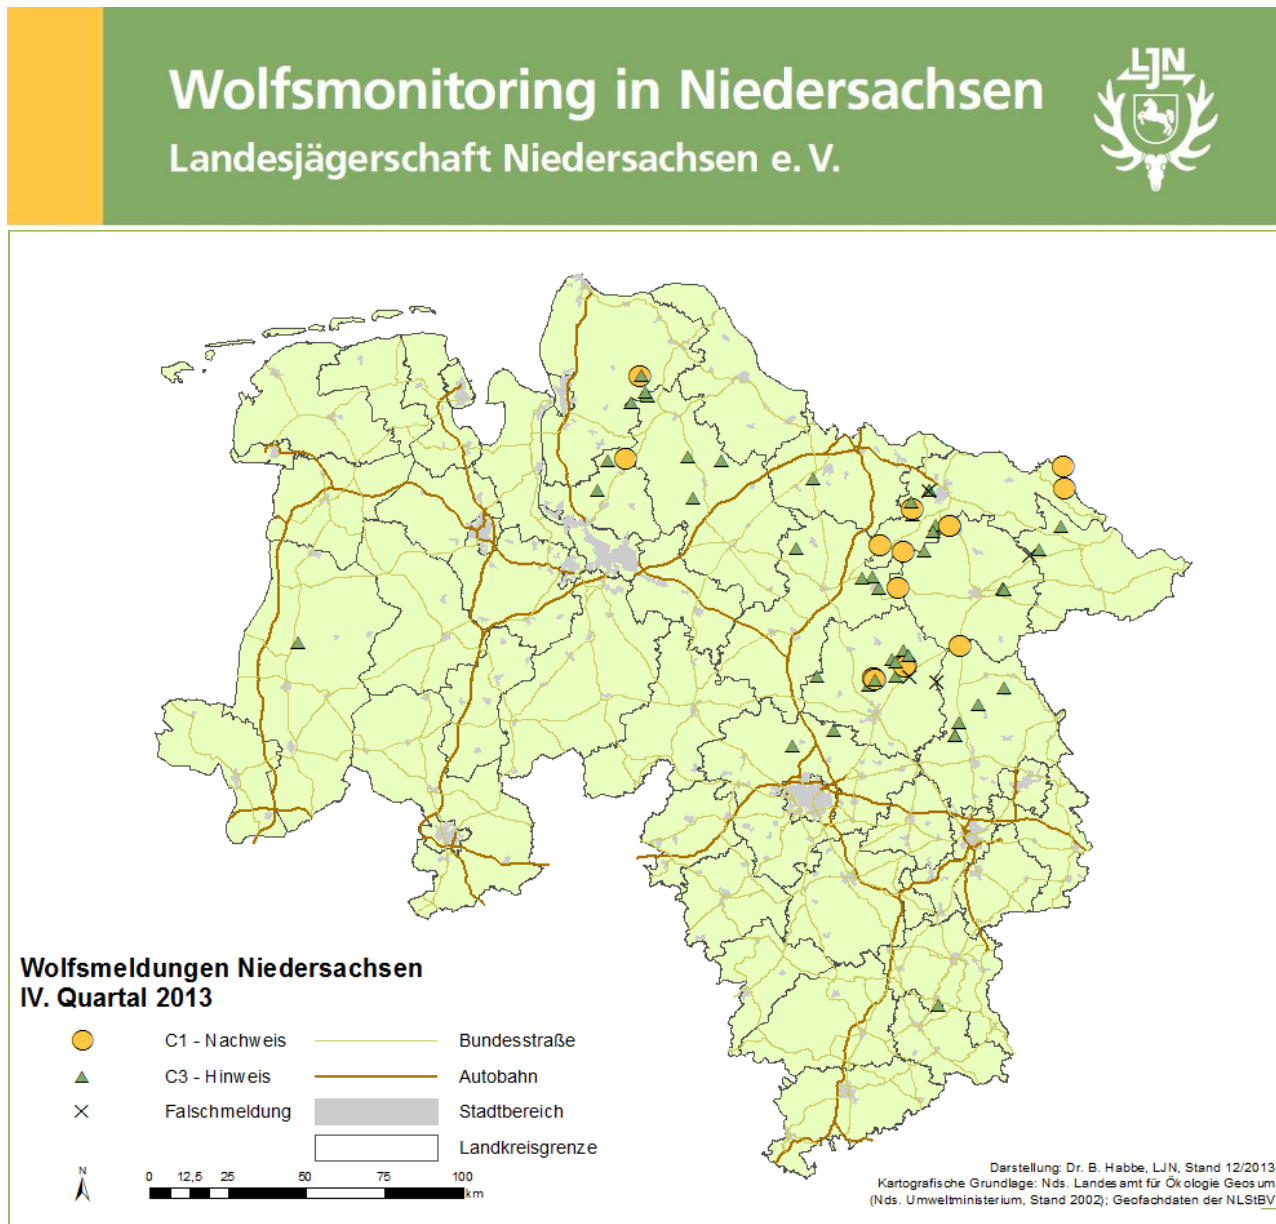 Wolfsmonitoring in Niedersachsen
Landesjägerschaft Niedersachsen e. V.
LJN
Wolfsmeldungen Niedersachsen
IV. Quartal 2013
C1 - Nachweis
Bundesstraße
C3 - Hinweis
Autobahn
Falschmeldung
Stadtbereich
Landkreisgrenze
N
0 12,5 25 50 75 100
km
Darstellung: Dr. B. Habbe, LJN, Stand 12/2013
Kartografische Grundlage: Nds. Landesamt für Ökologie Geosum
(Nds. Umweltministerium, Stand 2002); Geofachdaten der NLStBV